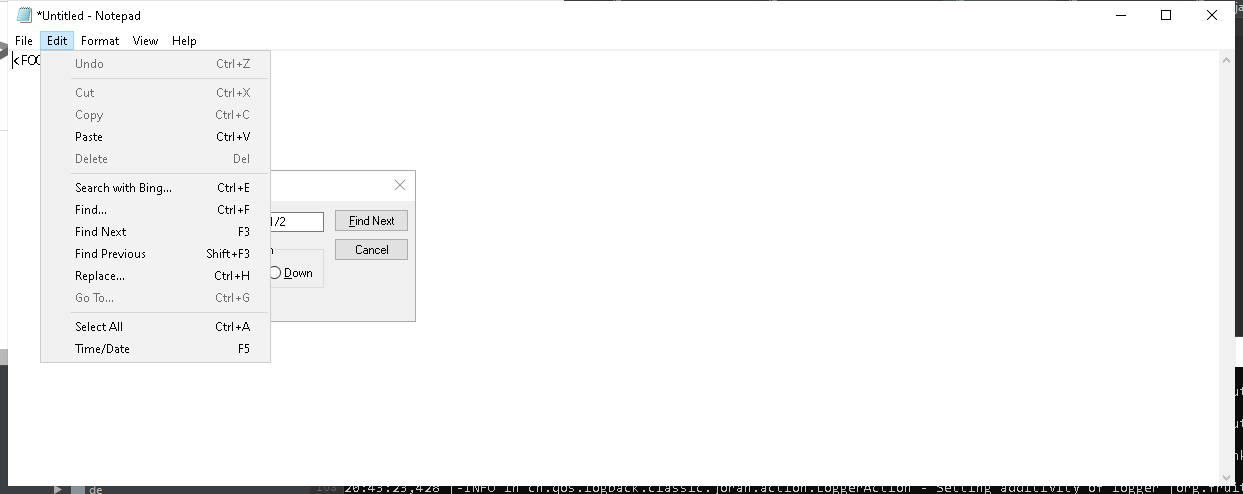 *Untitled - Notepad
File Edit Format View Help
<FOO
Undo Ctrl+Z
Cut Ctrl+X
Copy Ctrl+C
Paste Ctrl+V
Delete Del
Search with Bing... Ctrl+E
Find... Ctrl+F
Find Next F3
Find Previous Shift+F3
Replace... Ctrl+H
Go To... Ctrl+G
Select All Ctrl+A
Time/Date F5
1/2
Find Next
Cancel
Down
de
20:43:23,428 |-INFO in ch.qos.logback.classic.joran.action.LoggerAction - Setting additivity of logger